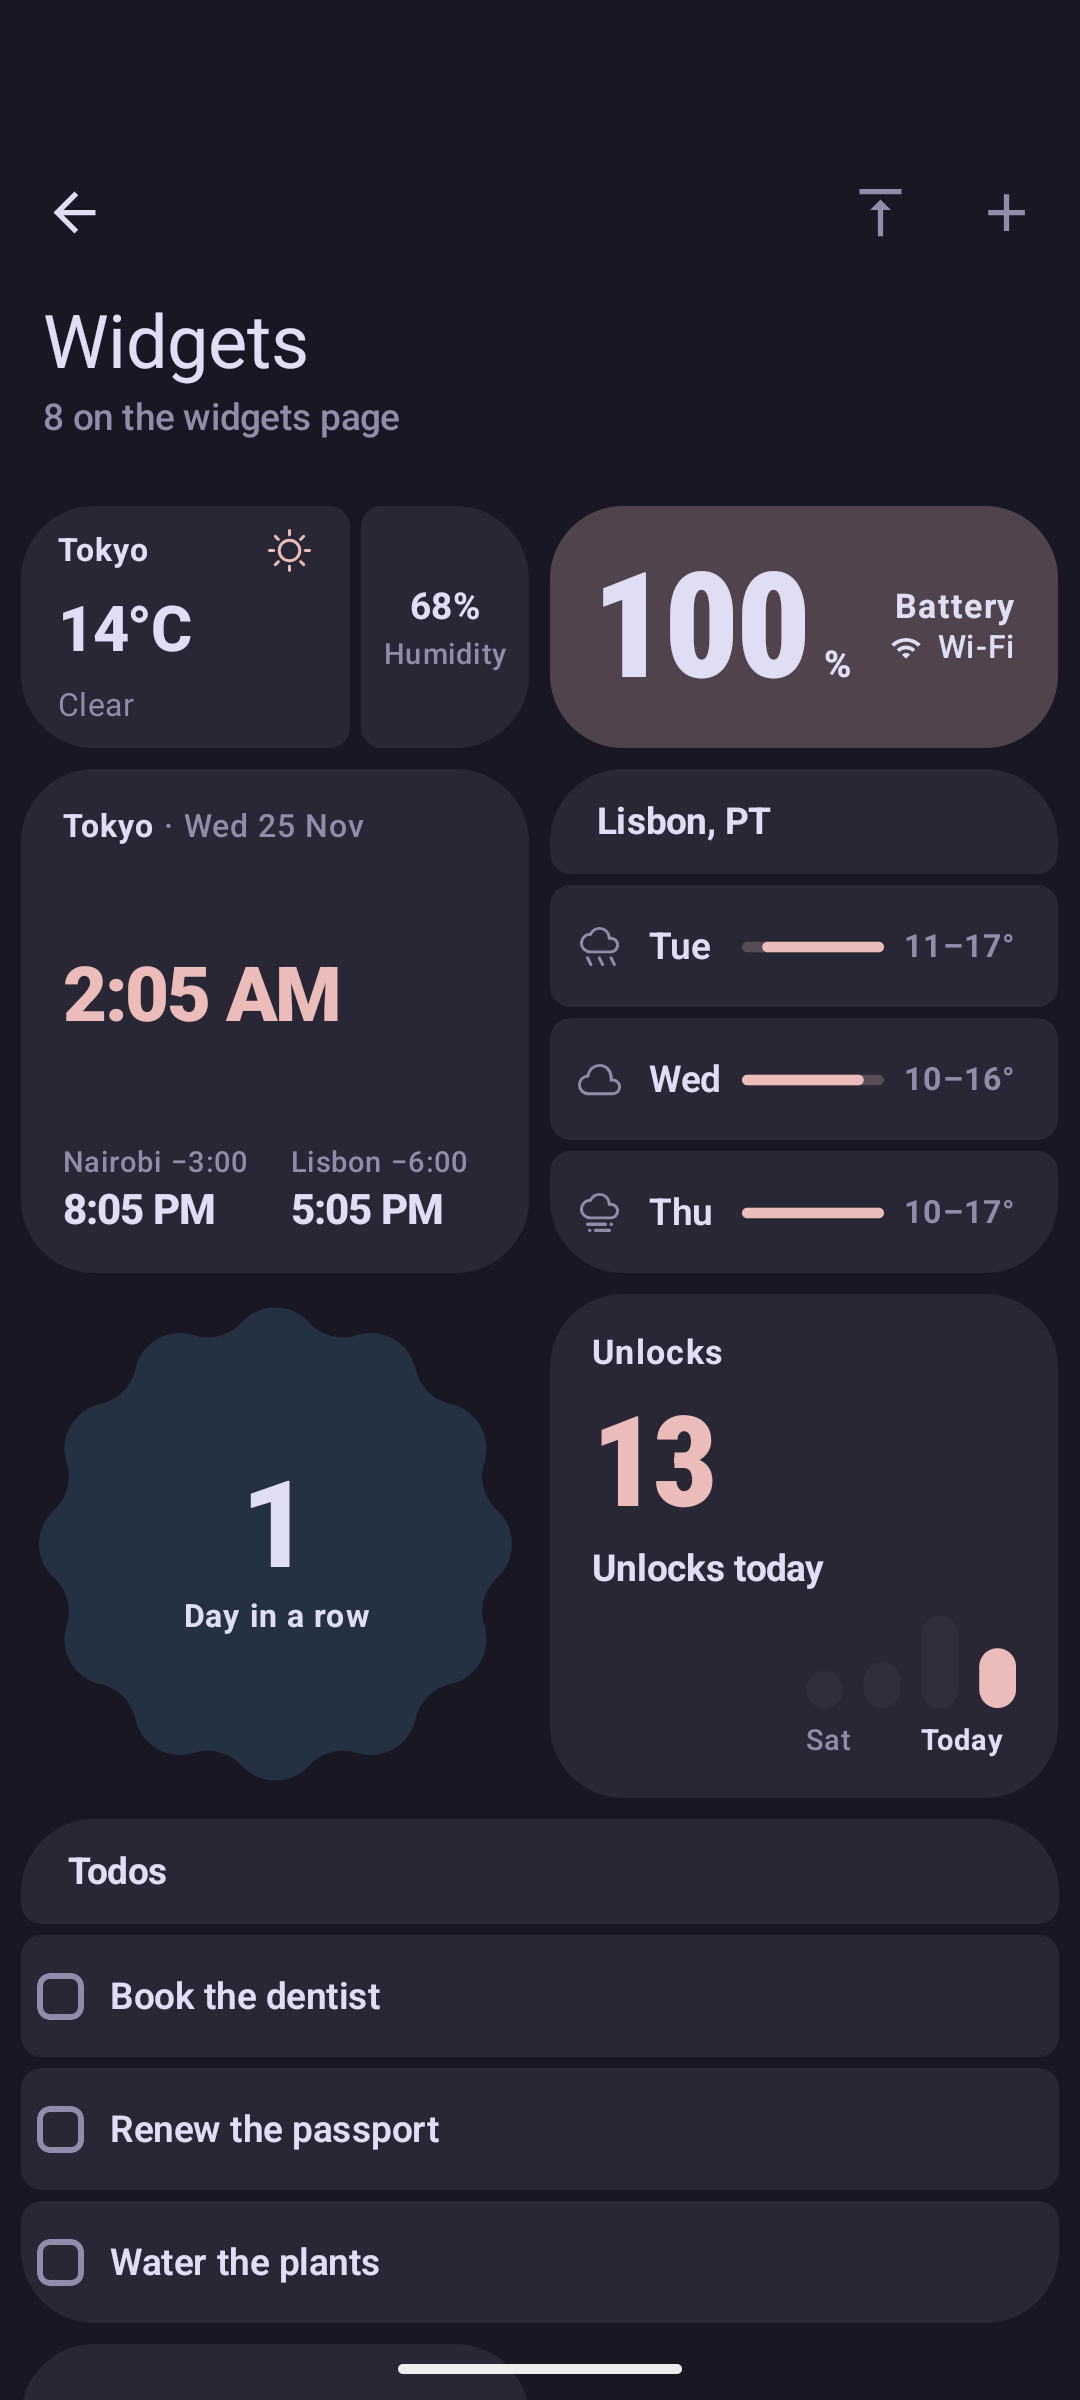 Widgets
8 on the widgets page
Tokyo
14°C
Clear
68%
Humidity
100 %
Battery
Wi-Fi
Tokyo · Wed 25 Nov
2:05 AM
Nairobi −3:00
8:05 PM
Lisbon −6:00
5:05 PM
Lisbon, PT
Tue 11–17°
Wed 10–16°
Thu 10–17°
1
Day in a row
Unlocks
13
Unlocks today
Sat Today
Todos
Book the dentist
Renew the passport
Water the plants